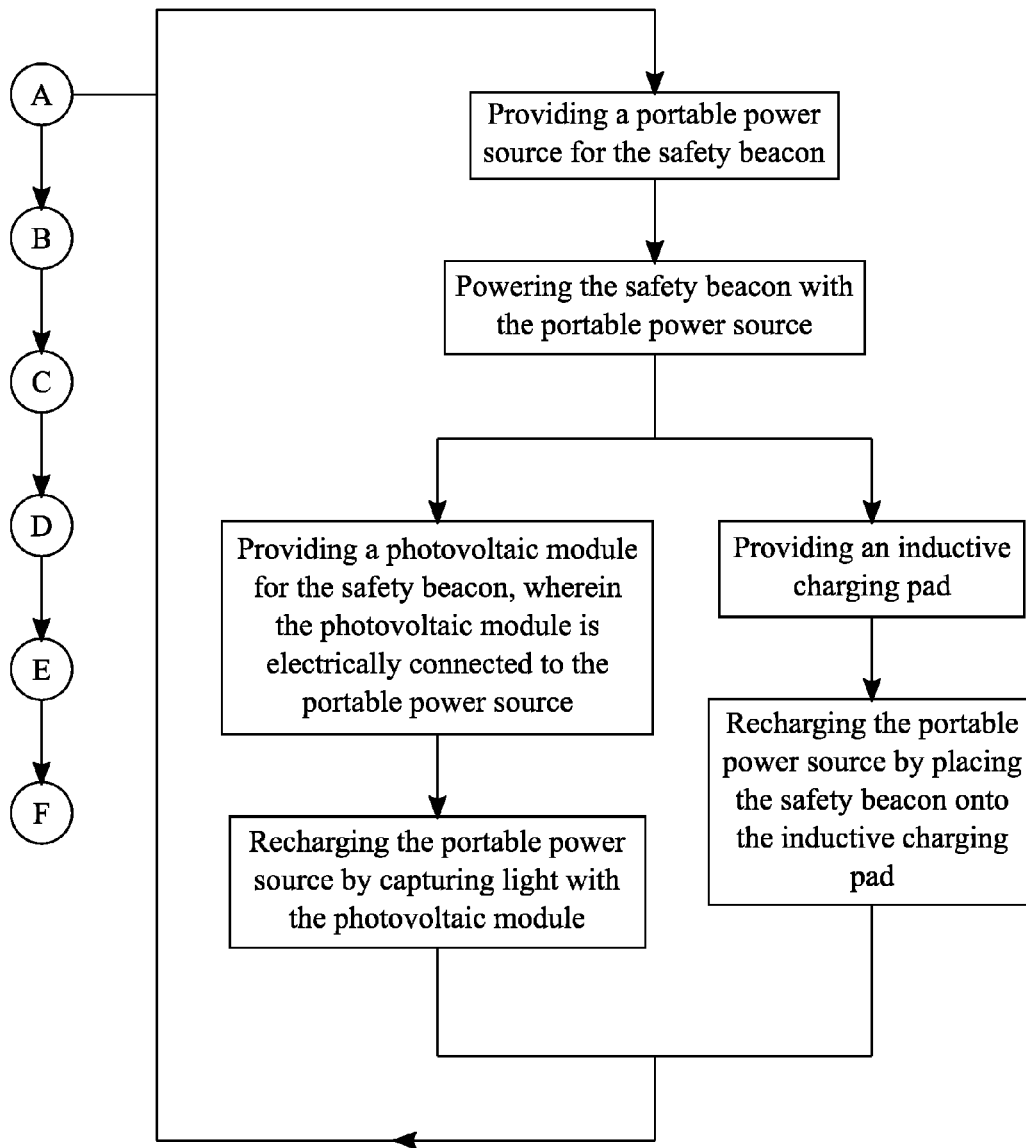 A
B
C
D
E
F
Providing a portable power
source for the safety beacon
Powering the safety beacon with
the portable power source
Providing a photovoltaic module
for the safety beacon, wherein
the photovoltaic module is
electrically connected to the
portable power source
Recharging the portable power
source by capturing light with
the photovoltaic module
Providing an inductive
charging pad
Recharging the portable
power source by placing
the safety beacon onto
the inductive charging
pad